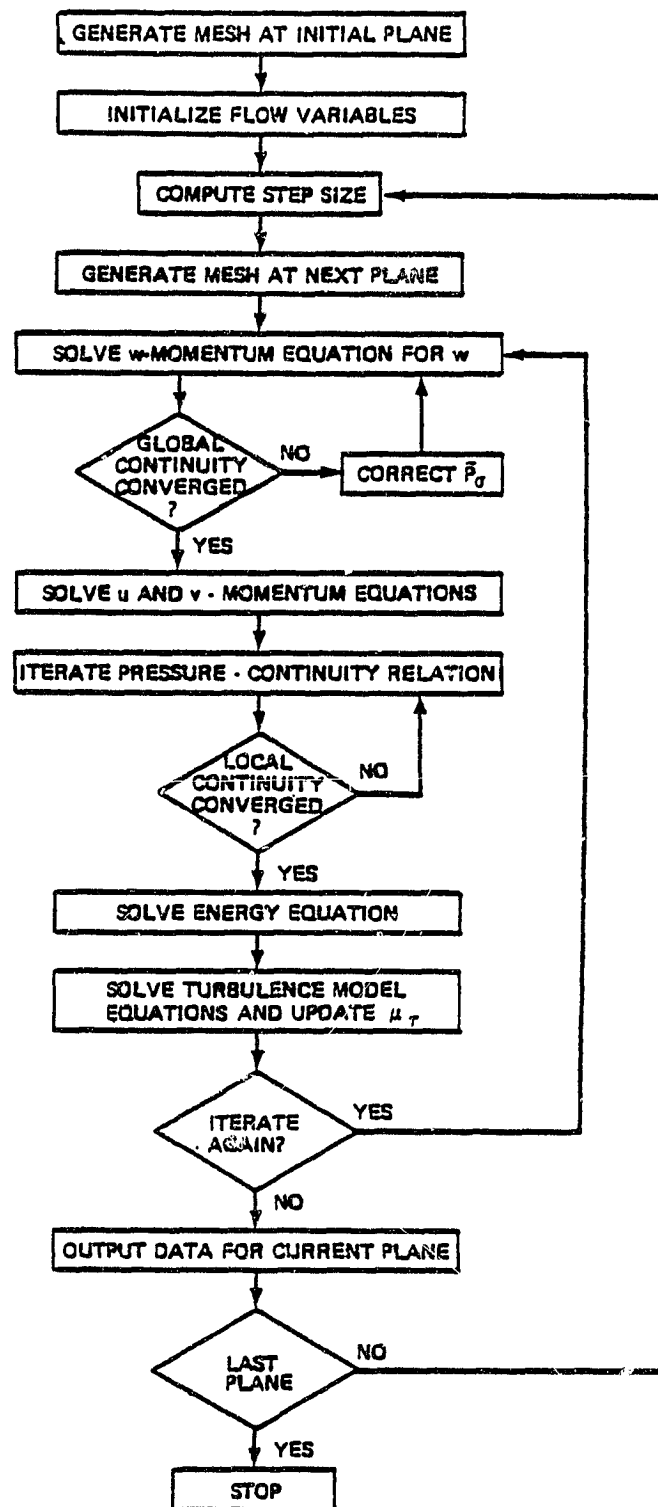 GENERATE MESH AT INITIAL PLANE
INITIALIZE FLOW VARIABLES
COMPUTE STEP SIZE
GENERATE MESH AT NEXT PLANE
SOLVE w-MOMENTUM EQUATION FOR w
GLOBAL
CONTINUITY
CONVERGED
?
NO
CORRECT P̄σ
YES
SOLVE u AND v - MOMENTUM EQUATIONS
ITERATE PRESSURE - CONTINUITY RELATION
LOCAL
CONTINUITY
CONVERGED
?
NO
YES
SOLVE ENERGY EQUATION
SOLVE TURBULENCE MODEL
EQUATIONS AND UPDATE μτ
ITERATE
AGAIN?
YES
NO
OUTPUT DATA FOR CURRENT PLANE
LAST
PLANE
NO
YES
STOP